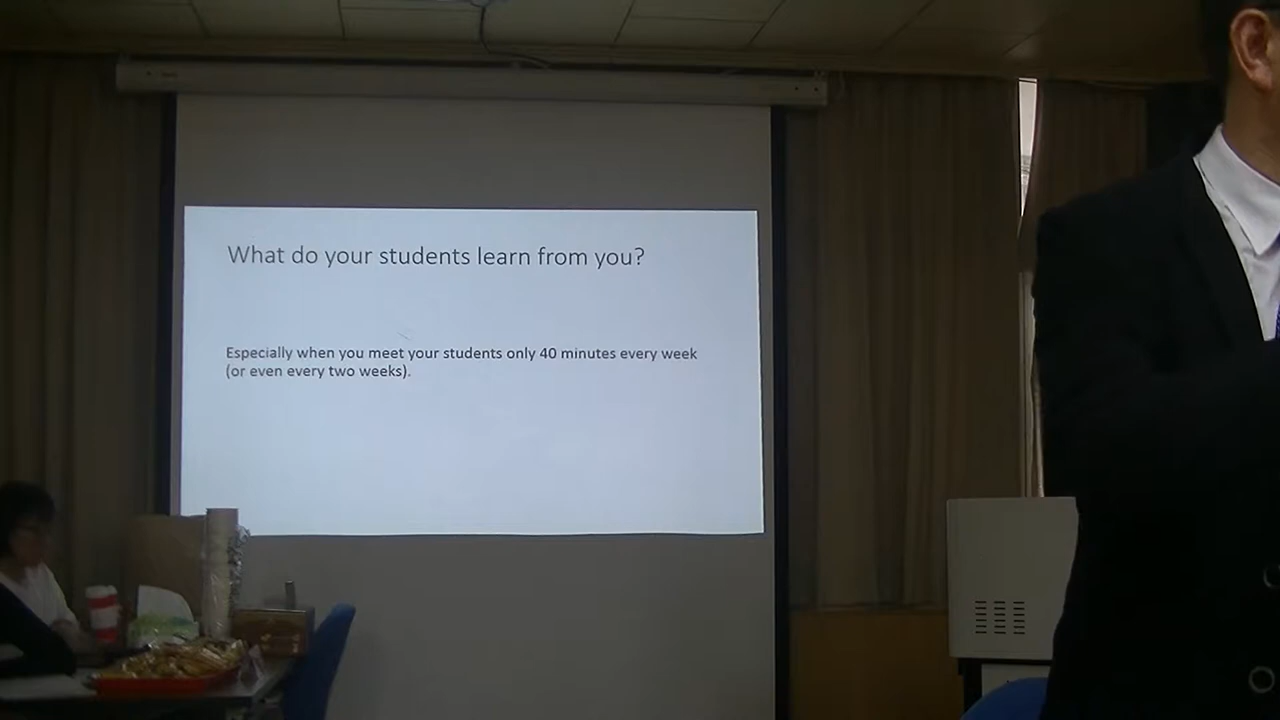 What do your students learn from you?
Especially when you meet your students only 40 minutes every week
(or even every two weeks).